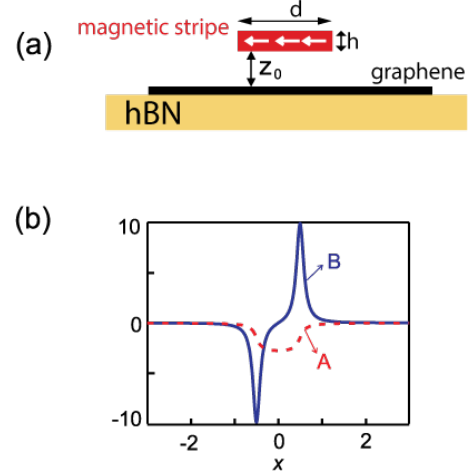 (a)
magnetic stripe
d
h
z₀
graphene
hBN
(b)
10
B
0
A
-10
-2 0 2
x